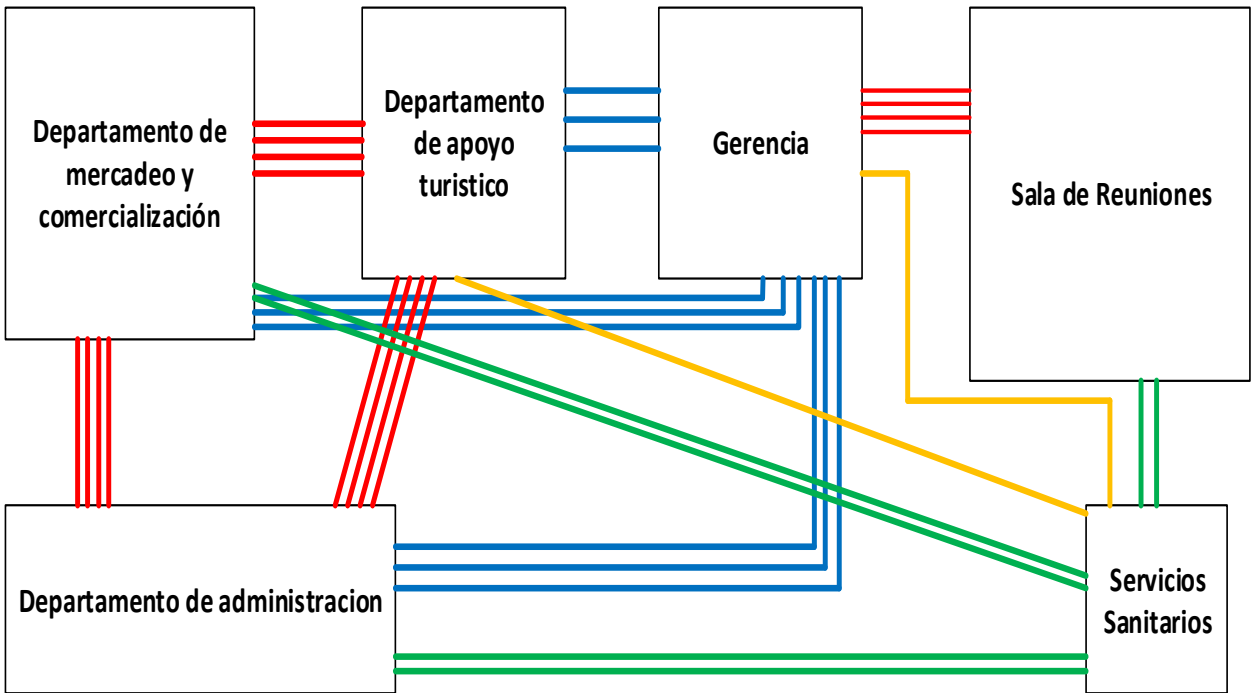 Departamento de
mercadeo y
comercialización
Departamento
de apoyo
turistico
Gerencia
Sala de Reuniones
Departamento de administracion
Servicios
Sanitarios